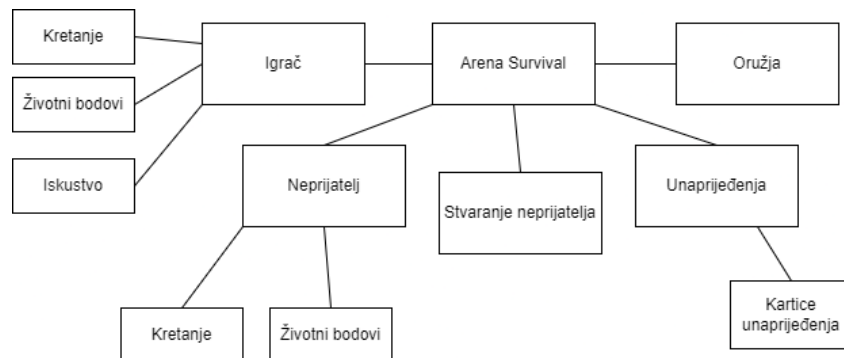 Kretanje
Igrač
Arena Survival
Oružja
Životni bodovi
Iskustvo
Neprijatelj
Stvaranje neprijatelja
Unaprijeđenja
Kretanje
Životni bodovi
Kartice
unaprijeđenja